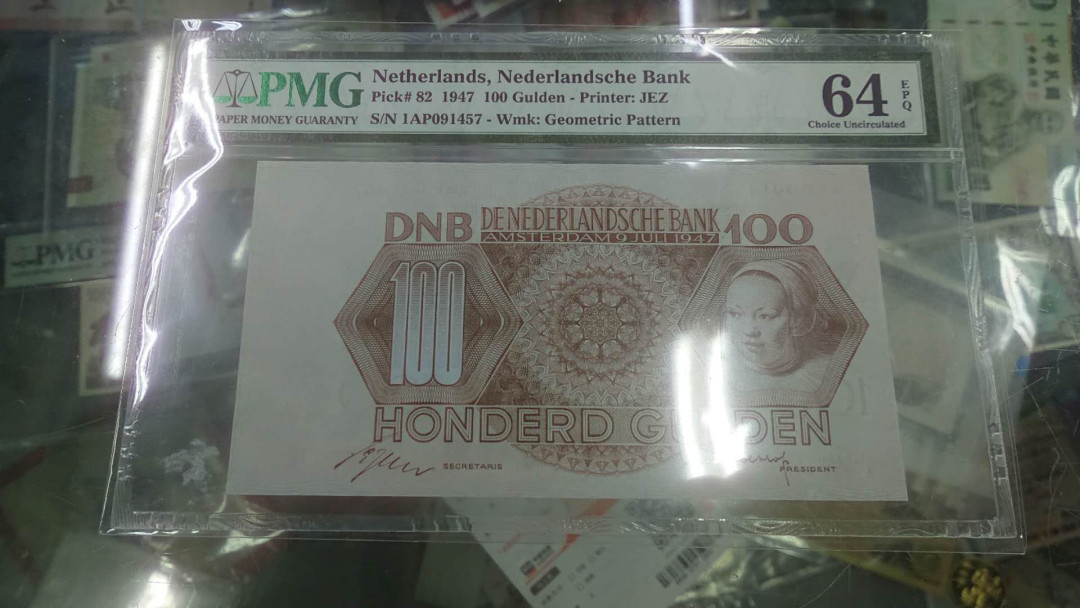 PMG
PAPER MONEY GUARANTY
Netherlands, Nederlandsche Bank
Pick# 82 1947 100 Gulden - Printer: JEZ
S/N 1AP091457 - Wmk: Geometric Pattern
64 EPQ
Choice Uncirculated
PMG
DNB DE NEDERLANDSCHE BANK 100
AMSTERDAM 9 JULI 1947
100
HONDERD GULDEN
SECRETARIS
PRESIDENT